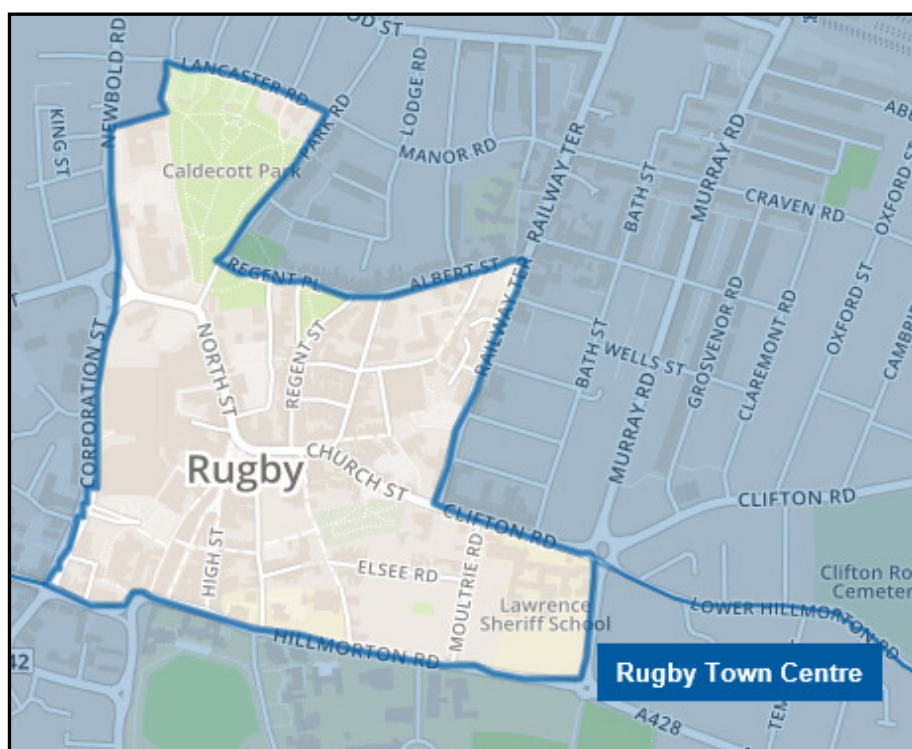 NEWBOLD RD
KING ST
LANCASTER RD
OD ST
PARK RD
LODGE RD
MANOR RD
Caldecott Park
RAILWAY TER
BATH ST
MURRAY RD
CRAVEN RD
OXFORD ST
REGENT PL
ALBERT ST
RAILWAY TER
CORPORATION ST
NORTH ST
REGENT ST
BATH ST
WELLS ST
MURRAY RD
GROSVENOR RD
CLAREMONT RD
OXFORD ST
CAMBRI
Rugby
CHURCH ST
CLIFTON RD
CLIFTON RD
HIGH ST
ELSEE RD
MOULTRIE RD
Lawrence
Sheriff School
Clifton Ro
Cemeter
LOWER HILLMORTON RD
HILLMORTON RD
42
Rugby Town Centre
A428
TEM